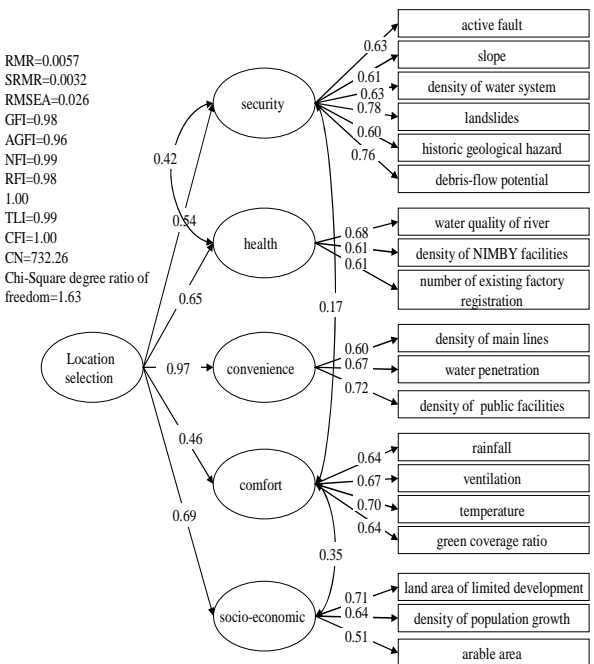 RMR=0.0057
SRMR=0.0032
RMSEA=0.026
GFI=0.98
AGFI=0.96
NFI=0.99
RFI=0.98
1.00
TLI=0.99
CFI=1.00
CN=732.26
Chi-Square degree ratio of
freedom=1.63
Location
selection
0.54
0.65
0.97
0.46
0.69
0.42
0.17
0.35
security
0.63
active fault
0.61
slope
0.63
density of water system
0.78
landslides
0.60
historic geological hazard
0.76
debris-flow potential
health
0.68
water quality of river
0.61
density of NIMBY facilities
0.61
number of existing factory
registration
convenience
0.60
density of main lines
0.67
water penetration
0.72
density of public facilities
comfort
0.64
rainfall
0.67
ventilation
0.70
temperature
0.64
green coverage ratio
socio-economic
0.71
land area of limited development
0.64
density of population growth
0.51
arable area